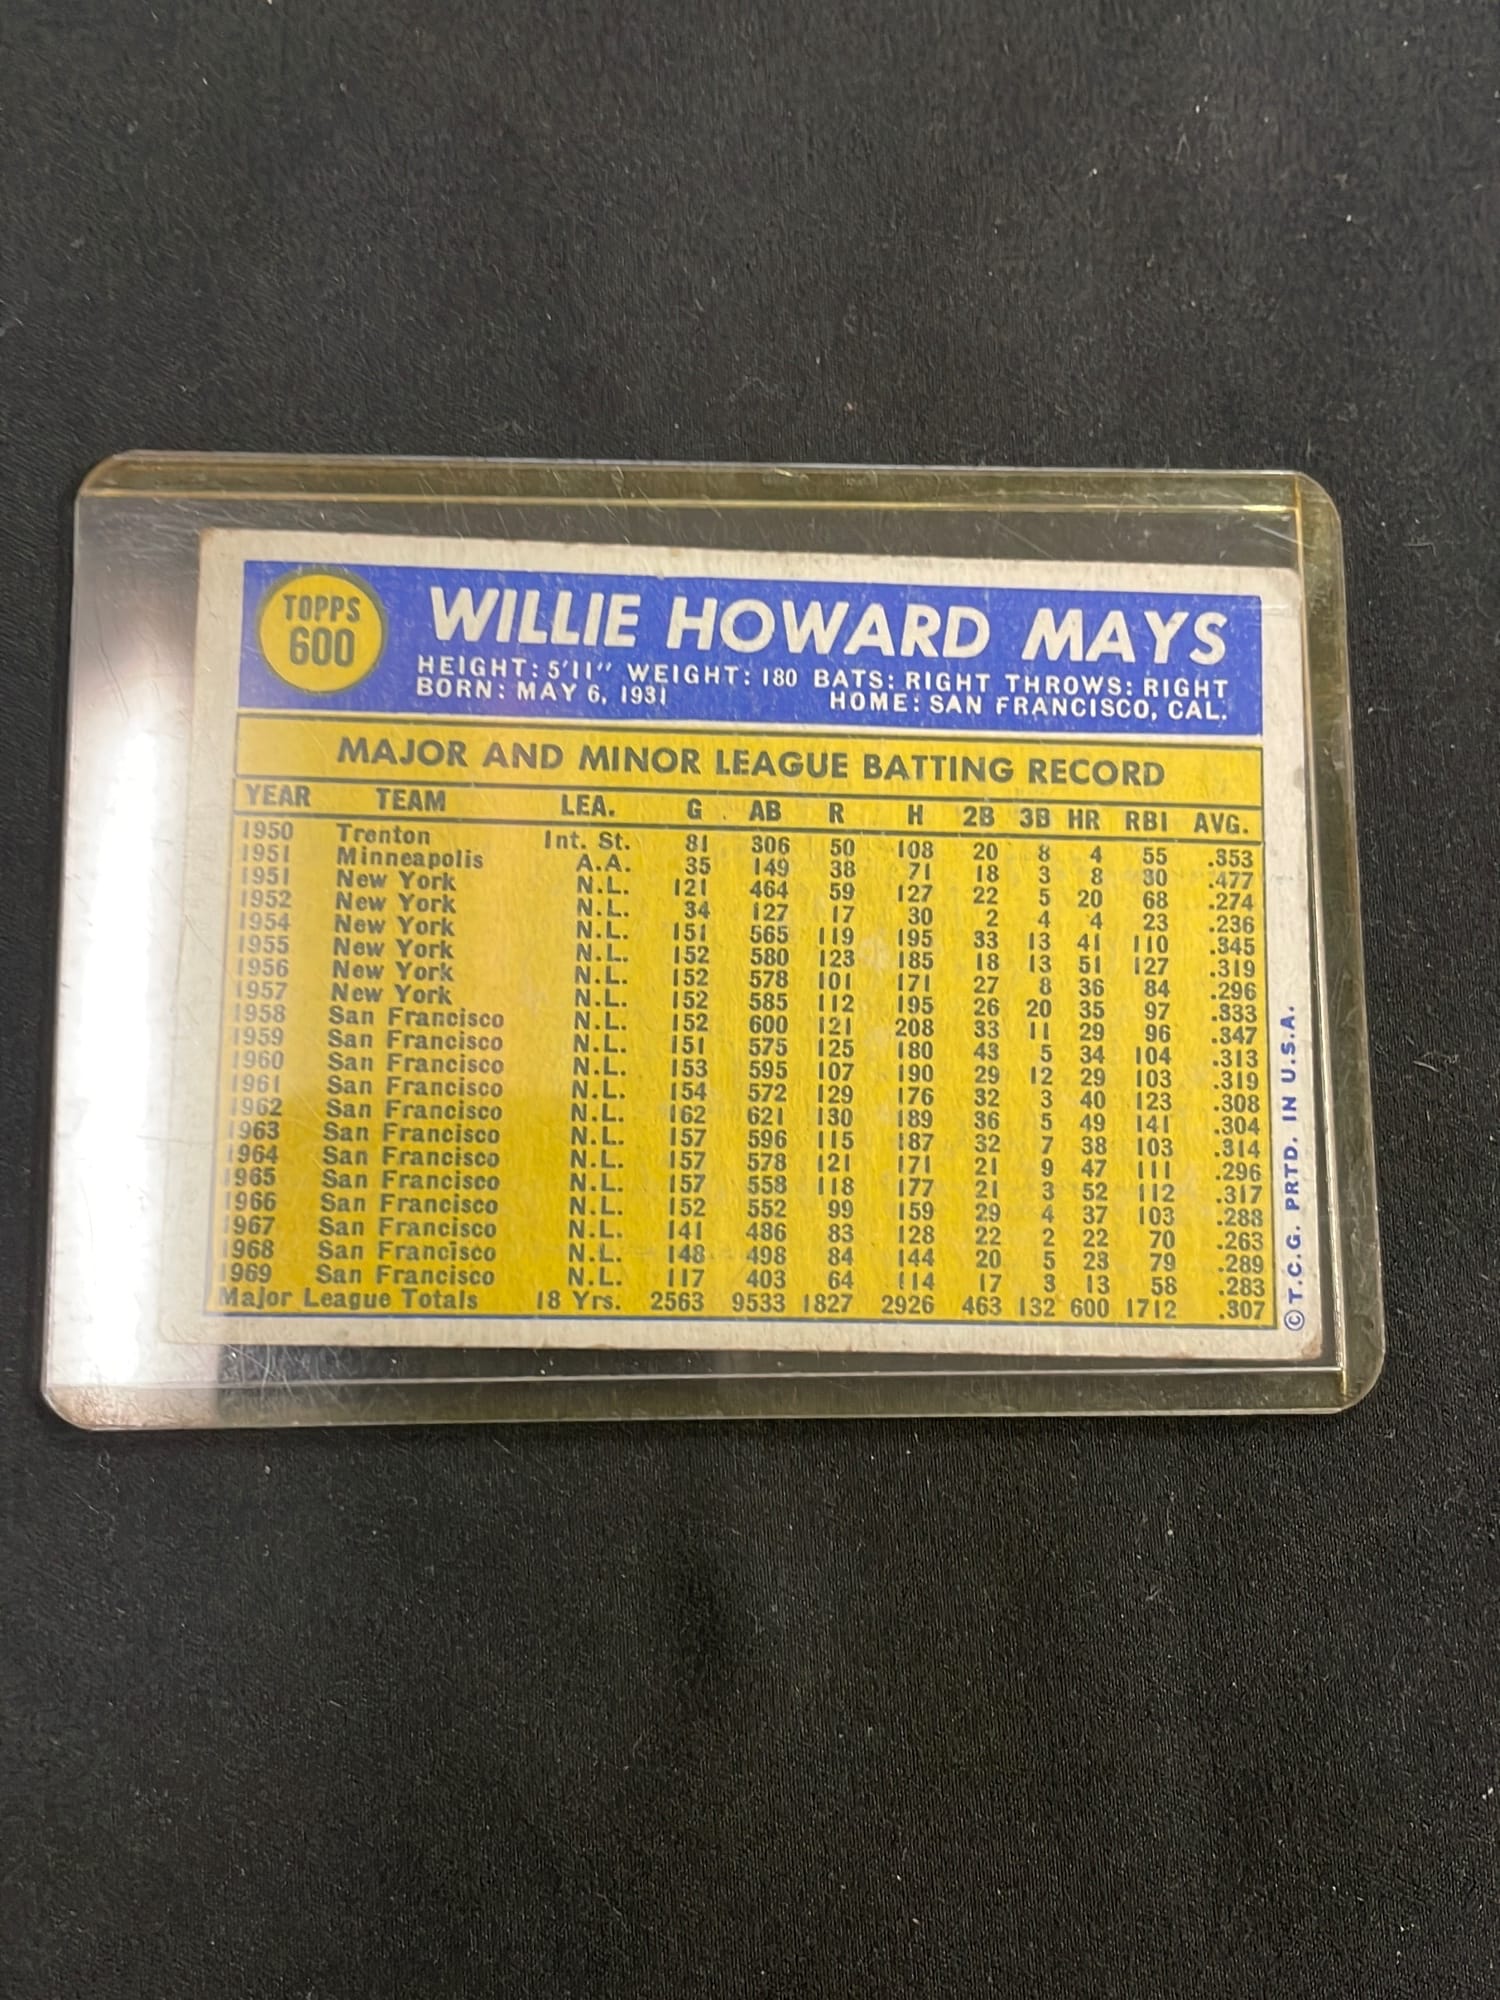 TOPPS
600
WILLIE HOWARD MAYS
HEIGHT: 5'11" WEIGHT: 180 BATS: RIGHT THROWS: RIGHT
BORN: MAY 6, 1931 HOME: SAN FRANCISCO, CAL.
MAJOR AND MINOR LEAGUE BATTING RECORD
YEAR TEAM LEA. G AB R H 2B 3B HR RBI AVG.
1950 Trenton Int. St. 81 306 50 108 20 8 4 55 .353
1951 Minneapolis A.A. 35 149 38 71 18 3 8 30 .477
1951 New York N.L. 121 464 59 127 22 5 20 68 .274
1952 New York N.L. 34 127 17 30 2 4 4 23 .236
1954 New York N.L. 151 565 119 195 33 13 41 110 .345
1955 New York N.L. 152 580 123 185 18 13 51 127 .319
1956 New York N.L. 152 578 101 171 27 8 36 84 .296
1957 New York N.L. 152 585 112 195 26 20 35 97 .333
1958 San Francisco N.L. 152 600 121 208 33 11 29 96 .347
1959 San Francisco N.L. 151 575 125 180 43 5 34 104 .313
1960 San Francisco N.L. 153 595 107 190 29 12 29 103 .319
1961 San Francisco N.L. 154 572 129 176 32 3 40 123 .308
1962 San Francisco N.L. 162 621 130 189 36 5 49 141 .304
1963 San Francisco N.L. 157 596 115 187 32 7 38 103 .314
1964 San Francisco N.L. 157 578 121 171 21 9 47 111 .296
1965 San Francisco N.L. 157 558 118 177 21 3 52 112 .317
1966 San Francisco N.L. 152 552 99 159 29 4 37 103 .288
1967 San Francisco N.L. 141 486 83 128 22 2 22 70 .263
1968 San Francisco N.L. 148 498 84 144 20 5 23 79 .289
1969 San Francisco N.L. 117 403 64 114 17 3 13 58 .283
Major League Totals 18 Yrs. 2563 9533 1827 2926 463 132 600 1712 .307
© T.C.G. PRTD. IN U.S.A.